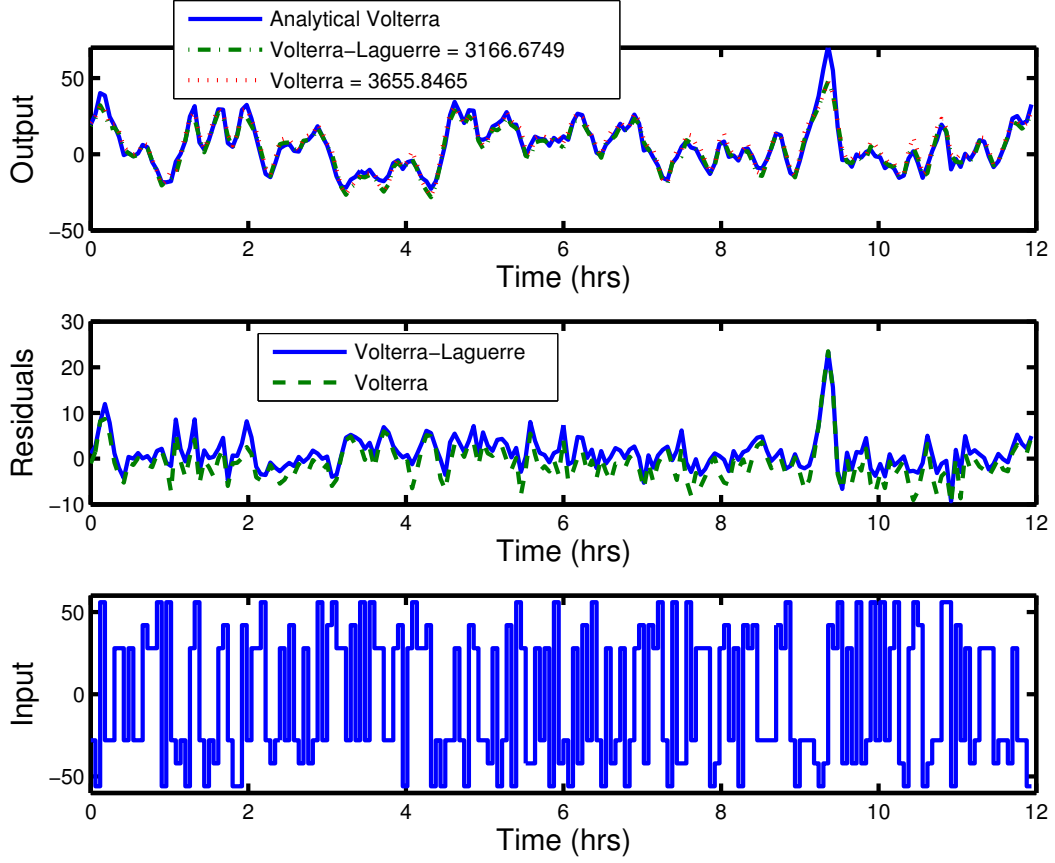 Analytical Volterra
Volterra−Laguerre = 3166.6749
Volterra = 3655.8465
Output
50
0
−50
0 2 4 6 8 10 12
Time (hrs)
Residuals
30
20
10
0
−10
Volterra−Laguerre
Volterra
0 2 4 6 8 10 12
Time (hrs)
Input
50
0
−50
0 2 4 6 8 10 12
Time (hrs)